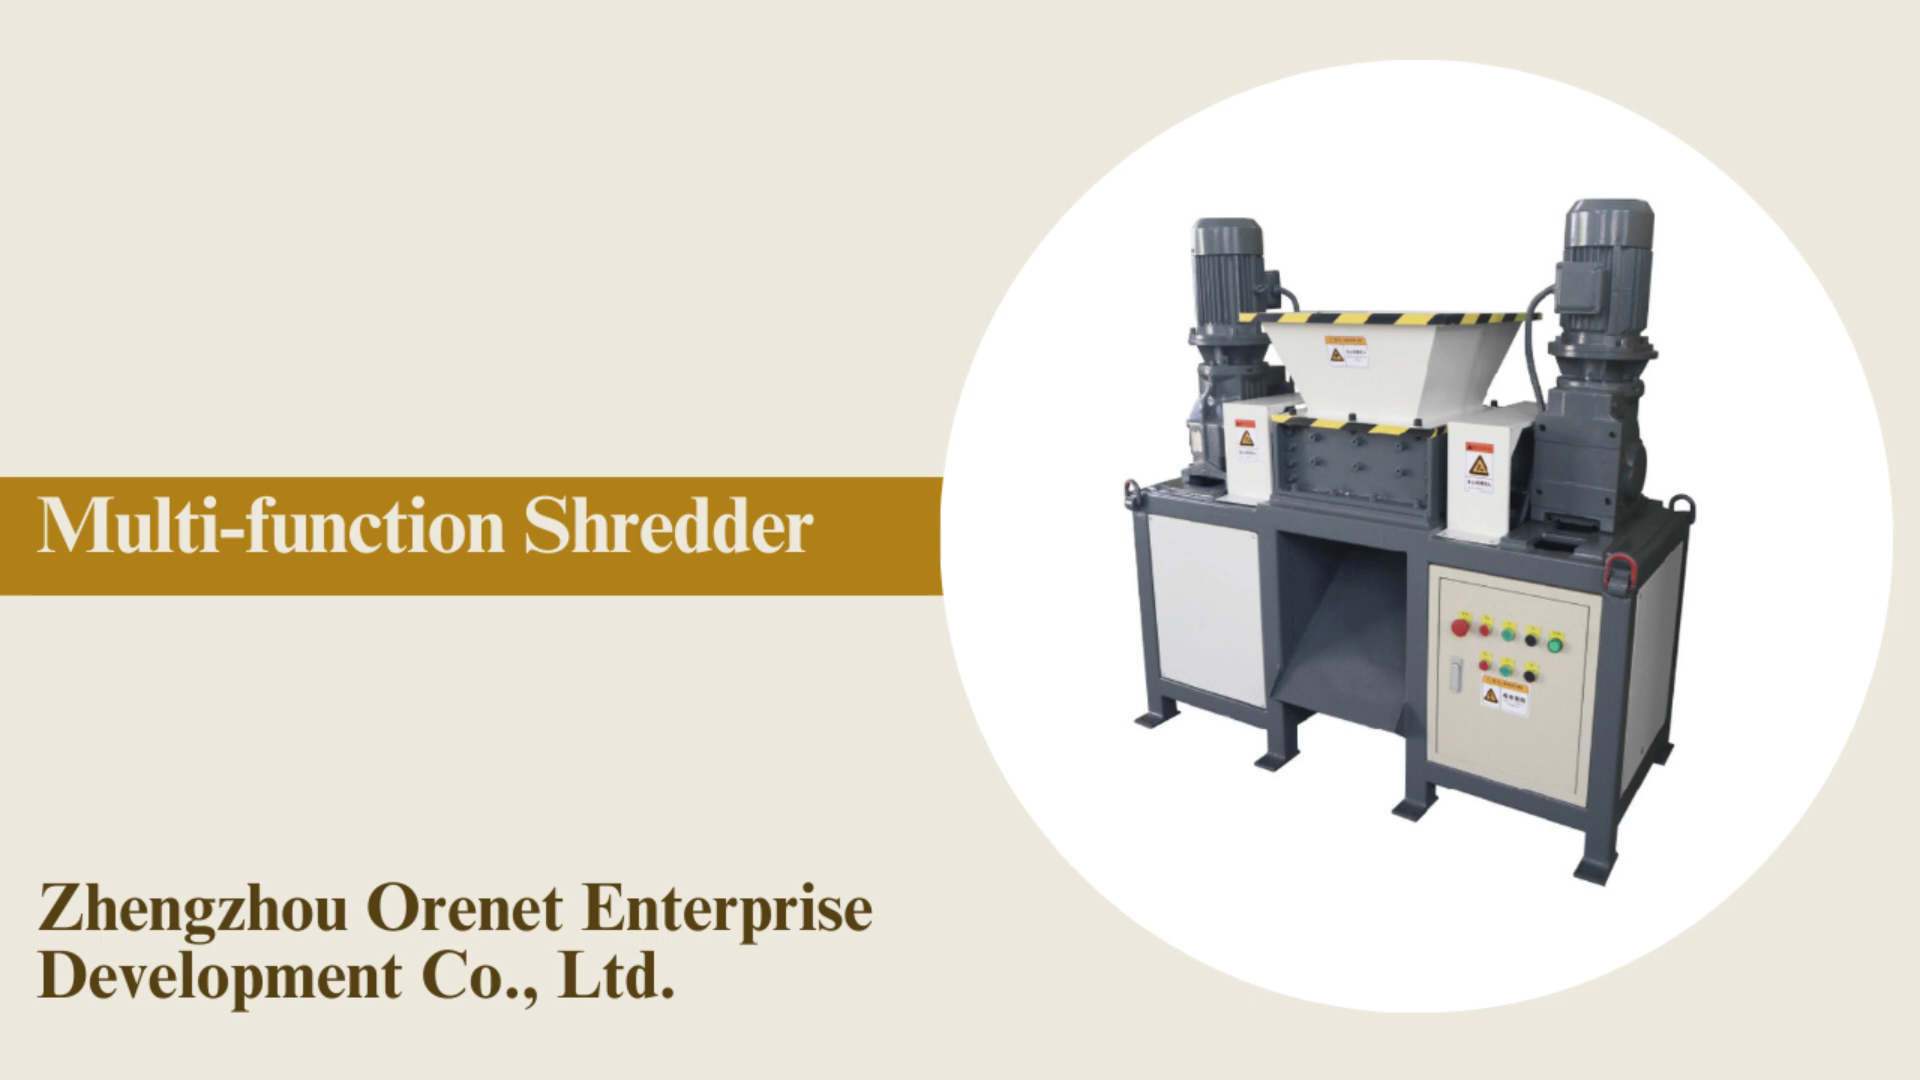 Multi-function Shredder
Zhengzhou Orenet Enterprise
Development Co., Ltd.